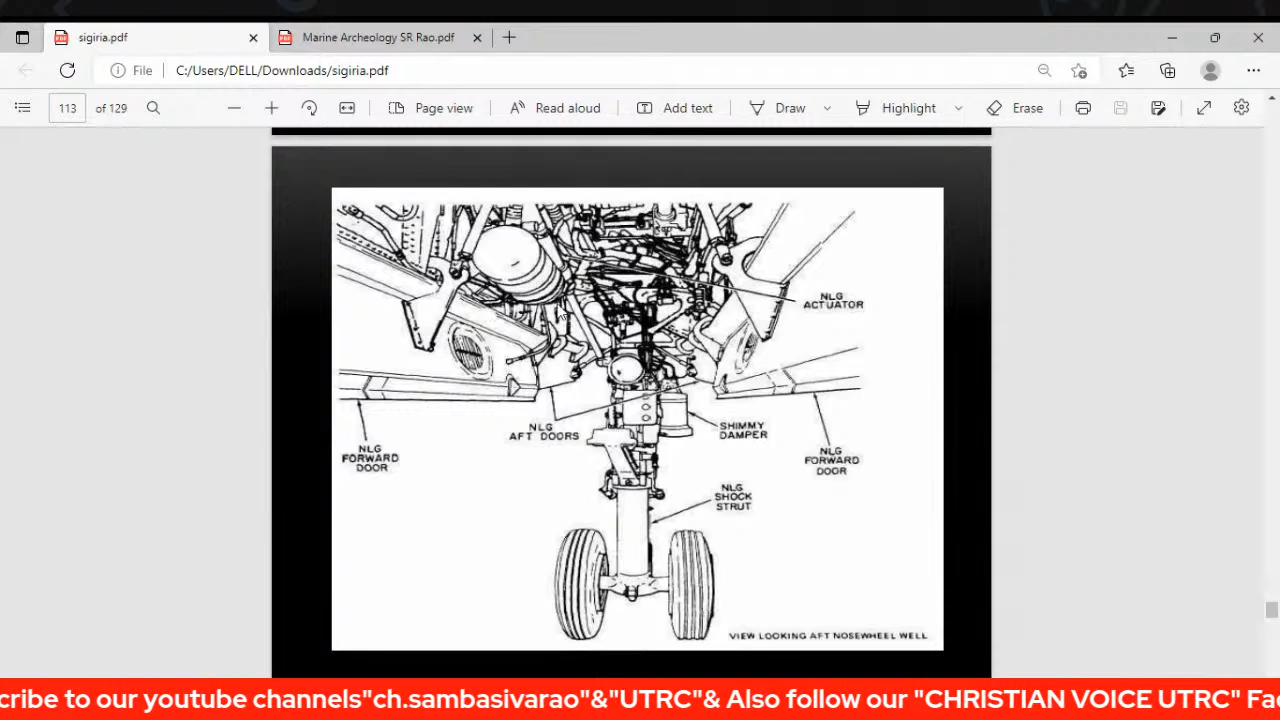 sigiria.pdf
Marine Archeology SR Rao.pdf
File
C:/Users/DELL/Downloads/sigiria.pdf
113 of 129
Page view
Read aloud
Add text
Draw
Highlight
Erase
NLG
ACTUATOR
NLG
AFT DOORS
SHIMMY
DAMPER
NLG
FORWARD
DOOR
NLG
FORWARD
DOOR
NLG
SHOCK
STRUT
VIEW LOOKING AFT NOSEWHEEL WELL
cribe to our youtube channels"ch.sambasivarao"&"UTRC"& Also follow our "CHRISTIAN VOICE UTRC" Fac